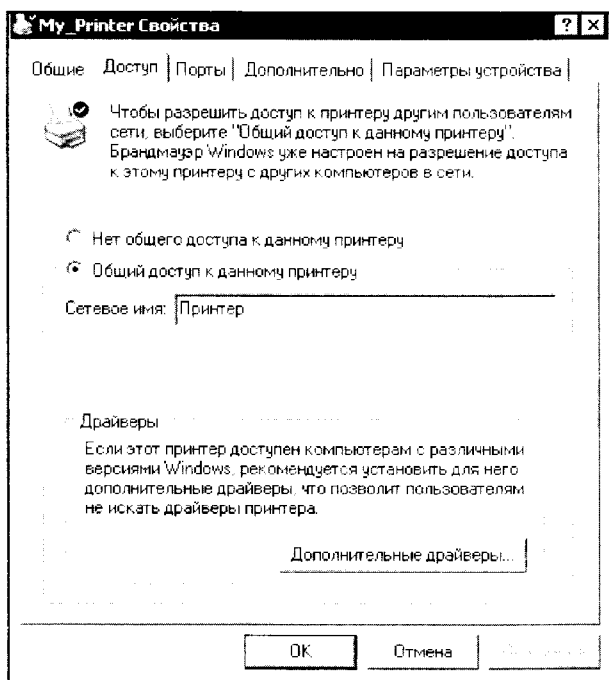 My_Printer Свойства
Общие Доступ Порты Дополнительно Параметры устройства
Чтобы разрешить доступ к принтеру другим пользователям
сети, выберите "Общий доступ к данному принтеру".
Брандмауэр Windows уже настроен на разрешение доступа
к этому принтеру с других компьютеров в сети.
Нет общего доступа к данному принтеру
Общий доступ к данному принтеру
Сетевое имя: Принтер
Драйверы
Если этот принтер доступен компьютерам с различными
версиями Windows, рекомендуется установить для него
дополнительные драйверы, что позволит пользователям
не искать драйверы принтера.
Дополнительные драйверы...
OK Отмена